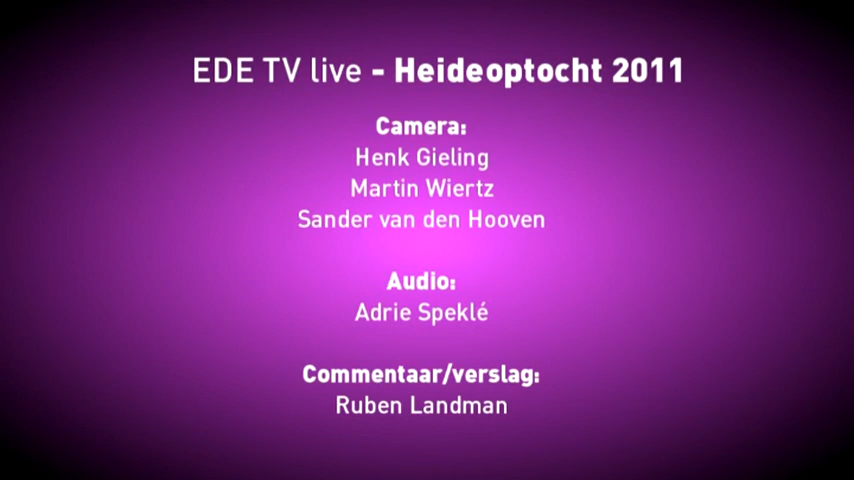 EDE TV live - Heideoptocht 2011
Camera:
Henk Gieling
Martin Wiertz
Sander van den Hooven
Audio:
Adrie Speklé
Commentaar/verslag:
Ruben Landman